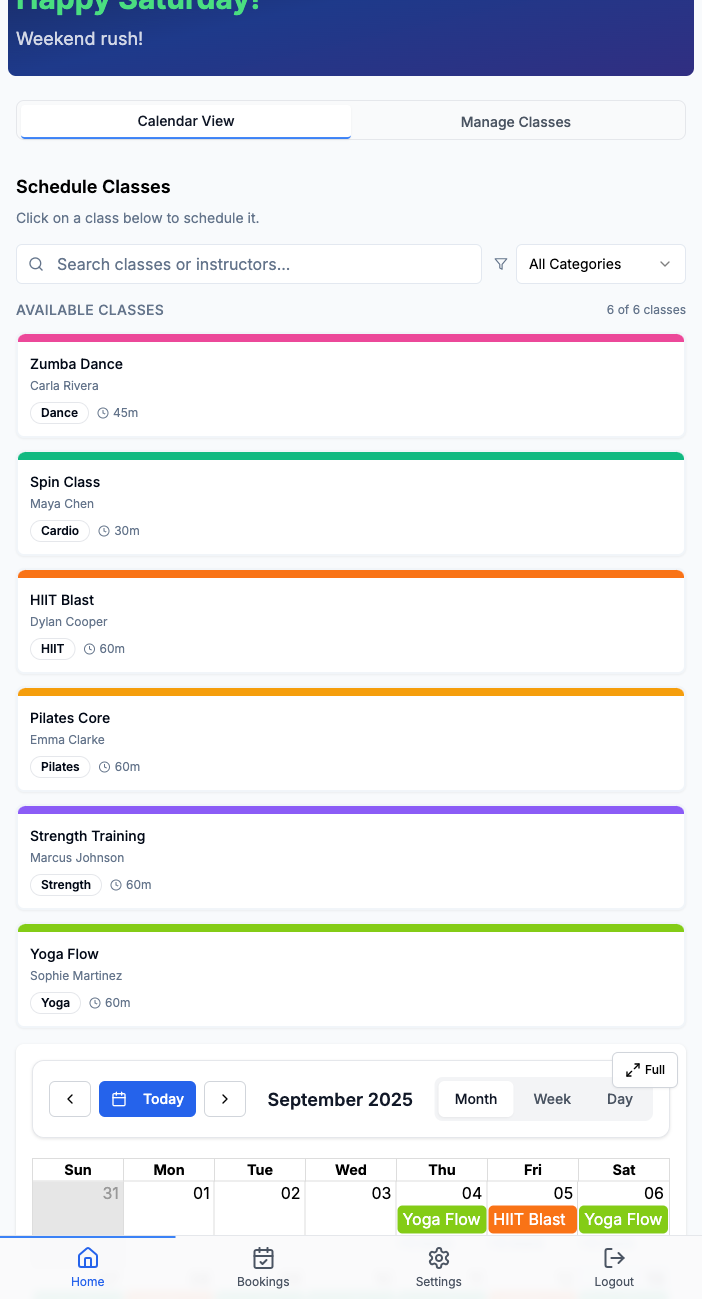 Happy Saturday!
Weekend rush!
Calendar View
Manage Classes
Schedule Classes
Click on a class below to schedule it.
Search classes or instructors...
All Categories
AVAILABLE CLASSES
6 of 6 classes
Zumba Dance
Carla Rivera
Dance
45m
Spin Class
Maya Chen
Cardio
30m
HIIT Blast
Dylan Cooper
HIIT
60m
Pilates Core
Emma Clarke
Pilates
60m
Strength Training
Marcus Johnson
Strength
60m
Yoga Flow
Sophie Martinez
Yoga
60m
Full
Today
September 2025
Month
Week
Day
Sun Mon Tue Wed Thu Fri Sat
31 01 02 03 04 05 06
Yoga Flow HIIT Blast Yoga Flow
Home
Bookings
Settings
Logout